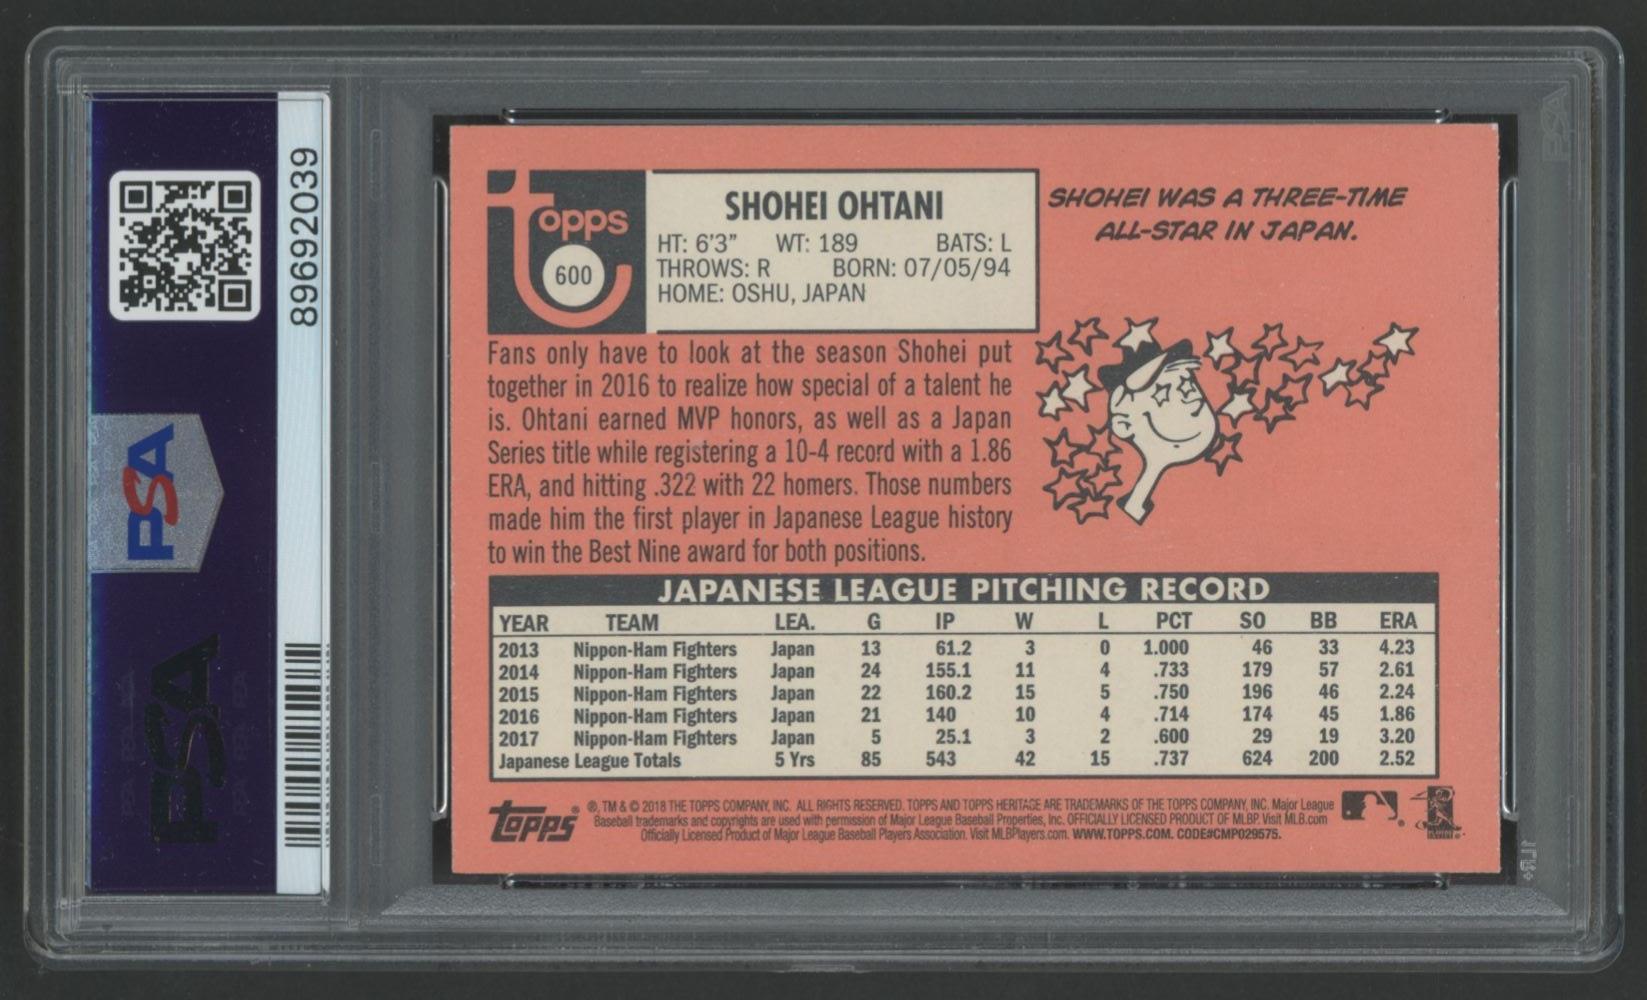 89692039
PSA
PSA
PSA
topps
600
SHOHEI OHTANI
HT: 6'3" WT: 189 BATS: L
THROWS: R BORN: 07/05/94
HOME: OSHU, JAPAN
SHOHEI WAS A THREE-TIME
ALL-STAR IN JAPAN.
Fans only have to look at the season Shohei put
together in 2016 to realize how special of a talent he
is. Ohtani earned MVP honors, as well as a Japan
Series title while registering a 10-4 record with a 1.86
ERA, and hitting .322 with 22 homers. Those numbers
made him the first player in Japanese League history
to win the Best Nine award for both positions.
JAPANESE LEAGUE PITCHING RECORD
YEAR TEAM LEA. G IP W L PCT SO BB ERA
2013 Nippon-Ham Fighters Japan 13 61.2 3 0 1.000 46 33 4.23
2014 Nippon-Ham Fighters Japan 24 155.1 11 4 .733 179 57 2.61
2015 Nippon-Ham Fighters Japan 22 160.2 15 5 .750 196 46 2.24
2016 Nippon-Ham Fighters Japan 21 140 10 4 .714 174 45 1.86
2017 Nippon-Ham Fighters Japan 5 25.1 3 2 .600 29 19 3.20
Japanese League Totals 5 Yrs 85 543 42 15 .737 624 200 2.52
topps ® ®, TM & © 2018 THE TOPPS COMPANY, INC. ALL RIGHTS RESERVED. TOPPS AND TOPPS HERITAGE ARE TRADEMARKS OF THE TOPPS COMPANY, INC. Major League
Baseball trademarks and copyrights are used with permission of Major League Baseball Properties, Inc. OFFICIALLY LICENSED PRODUCT OF MLBP. Visit MLB.com
Officially Licensed Product of Major League Baseball Players Association. Visit MLBPlayers.com. WWW.TOPPS.COM. CODE#CMP029575.